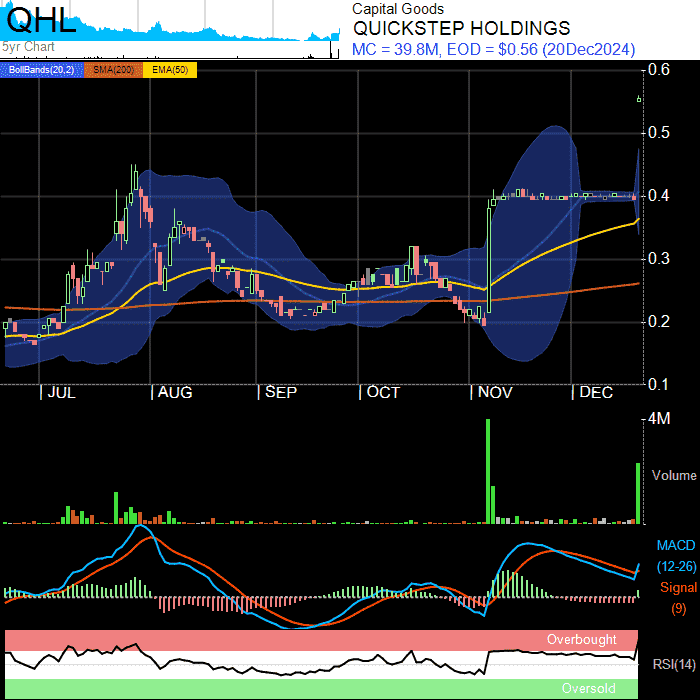 QHL
5yr Chart
Capital Goods
QUICKSTEP HOLDINGS
MC = 39.8M, EOD = $0.56 (20Dec2024)
BollBands(20,2) SMA(200) EMA(50)
0.6
0.5
0.4
0.3
0.2
0.1
JUL AUG SEP OCT NOV DEC
4M
Volume
MACD
(12-26)
Signal
(9)
Overbought
RSI(14)
Oversold